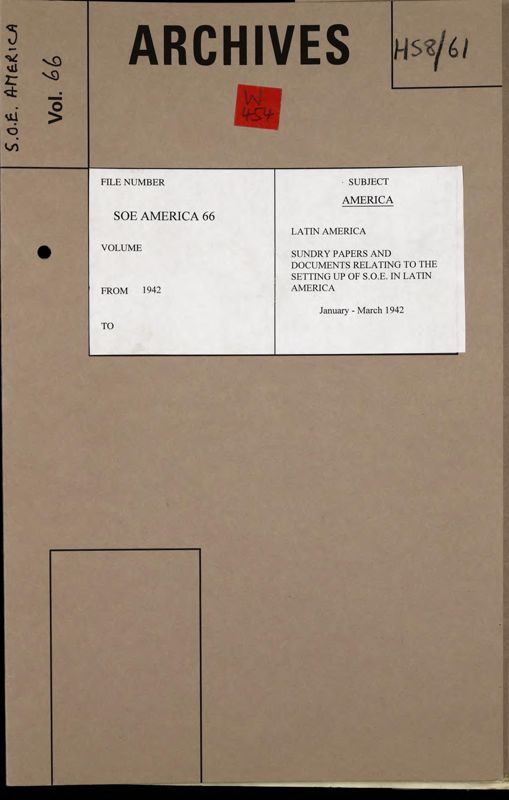 S.O.E. AMERICA
Vol. 66
ARCHIVES
HS8/61
W
454
FILE NUMBER
SOE AMERICA 66
VOLUME
FROM 1942
TO
SUBJECT
AMERICA
LATIN AMERICA
SUNDRY PAPERS AND
DOCUMENTS RELATING TO THE
SETTING UP OF S.O.E. IN LATIN
AMERICA
January - March 1942